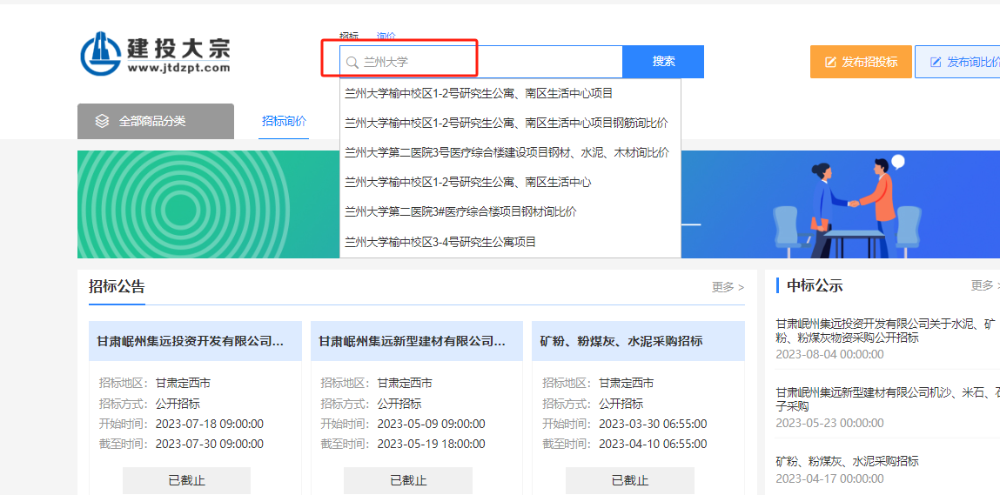 建投大宗
www.jtdzpt.com
招标 询价
兰州大学
搜索
发布招投标
发布询比价
全部商品分类
招标询价
兰州大学榆中校区1-2号研究生公寓、南区生活中心项目
兰州大学榆中校区1-2号研究生公寓、南区生活中心项目钢筋询比价
兰州大学第二医院3号医疗综合楼建设项目钢材、水泥、木材询比价
兰州大学榆中校区1-2号研究生公寓、南区生活中心
兰州大学第二医院3#医疗综合楼项目钢材询比价
兰州大学榆中校区3-4号研究生公寓项目
招标公告
更多 >
甘肃岷州集远投资开发有限公司...
招标地区： 甘肃定西市
招标方式： 公开招标
开始时间： 2023-07-18 09:00:00
截至时间： 2023-07-30 09:00:00
已截止
甘肃岷州集远新型建材有限公司...
招标地区： 甘肃定西市
招标方式： 公开招标
开始时间： 2023-05-09 09:00:00
截至时间： 2023-05-19 18:00:00
已截止
矿粉、粉煤灰、水泥采购招标
招标地区： 甘肃定西市
招标方式： 公开招标
开始时间： 2023-03-30 06:55:00
截至时间： 2023-04-10 06:55:00
已截止
中标公示
更多 >
甘肃岷州集远投资开发有限公司关于水泥、矿
粉、粉煤灰物资采购公开招标
2023-08-04 00:00:00
甘肃岷州集远新型建材有限公司机沙、米石、石
子采购
2023-05-23 00:00:00
矿粉、粉煤灰、水泥采购招标
2023-04-17 00:00:00